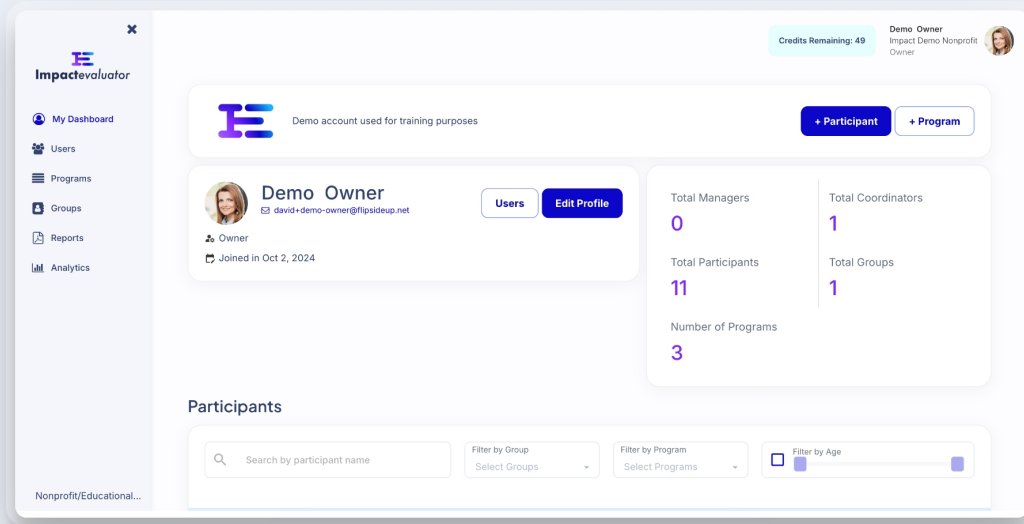 Credits Remaining: 49
Demo Owner
Impact Demo Nonprofit
Owner
Impactevaluator
My Dashboard
Users
Programs
Groups
Reports
Analytics
Nonprofit/Educational...
Demo account used for training purposes
+ Participant
+ Program
Demo Owner
david+demo-owner@flipsideup.net
Users
Edit Profile
Owner
Joined in Oct 2, 2024
Total Managers
0
Total Coordinators
1
Total Participants
11
Total Groups
1
Number of Programs
3
Participants
Search by participant name
Filter by Group
Select Groups
Filter by Program
Select Programs
Filter by Age